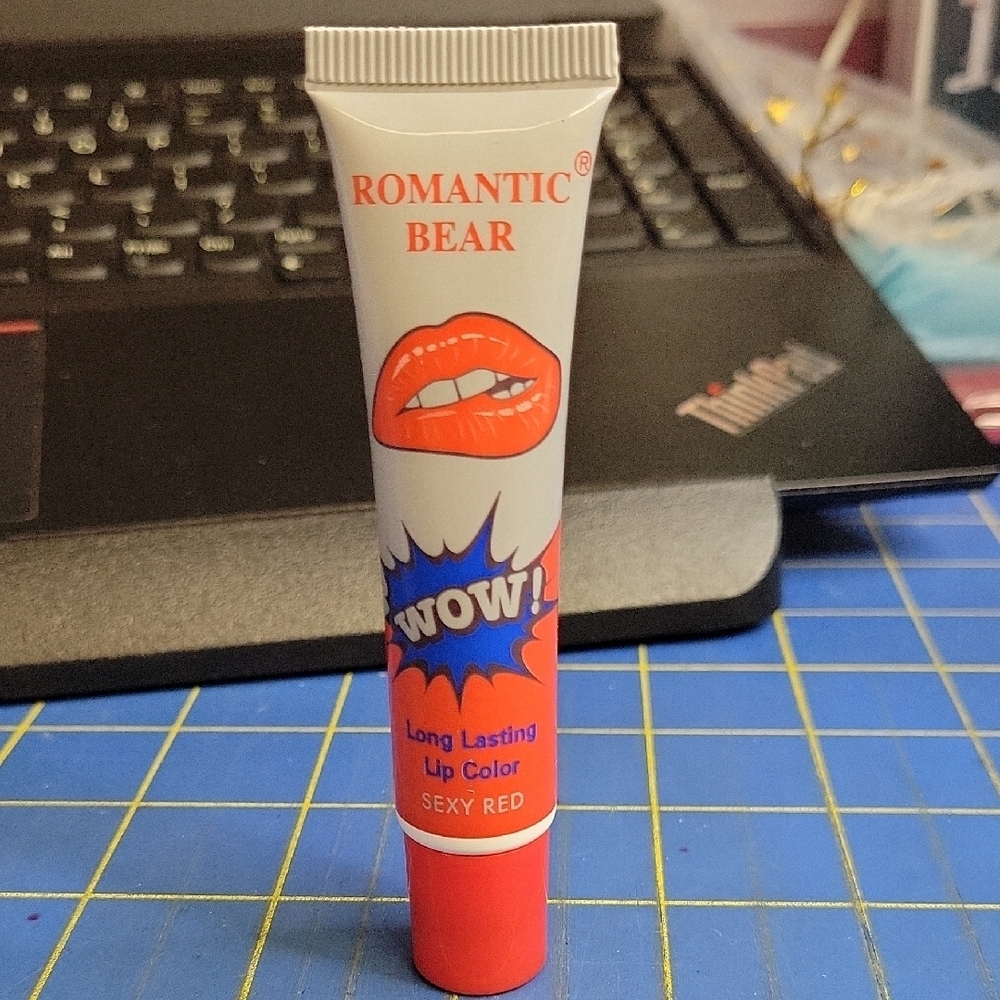 ROMANTIC®
BEAR
WOW!
Long Lasting
Lip Color
SEXY RED
ThinkPad